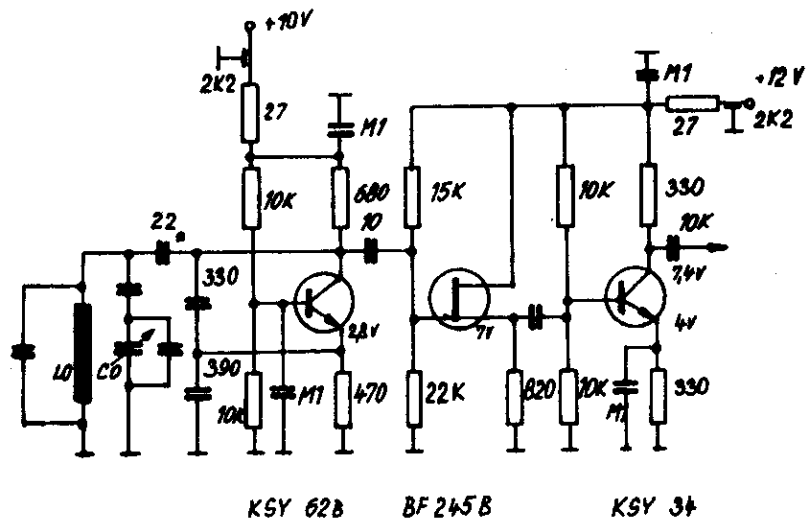 +10V
2K2
27
M1
M1
+12V
27
2K2
10K
680
15K
10K
330
22
10
10K
330
7,4V
2,8V
7V
4V
LO
CO
390
10K
M1
470
22K
820
10K
M1
330
KSY 62B BF 245B KSY 34